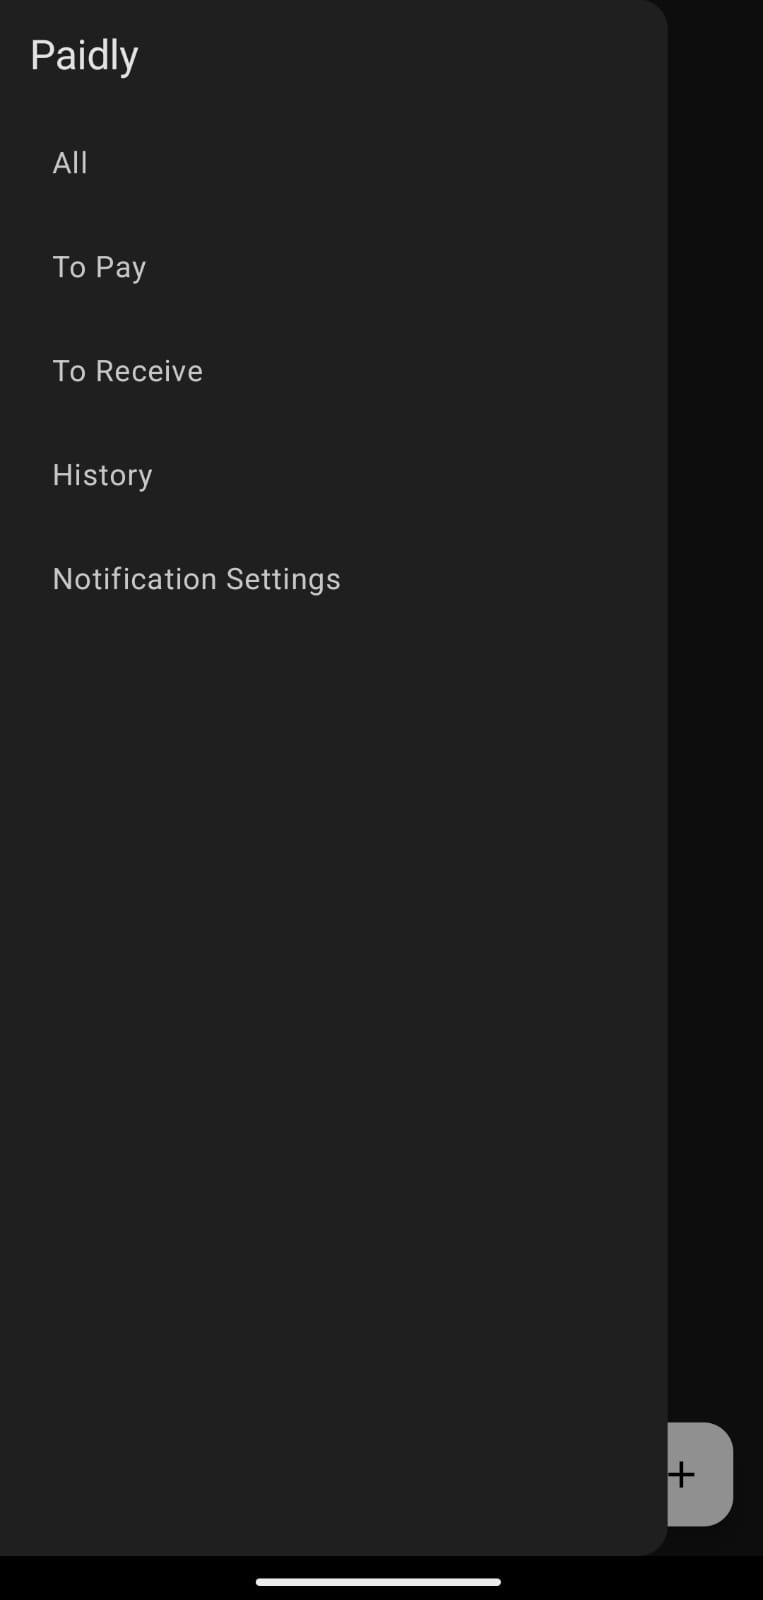 Paidly
All
To Pay
To Receive
History
Notification Settings
+